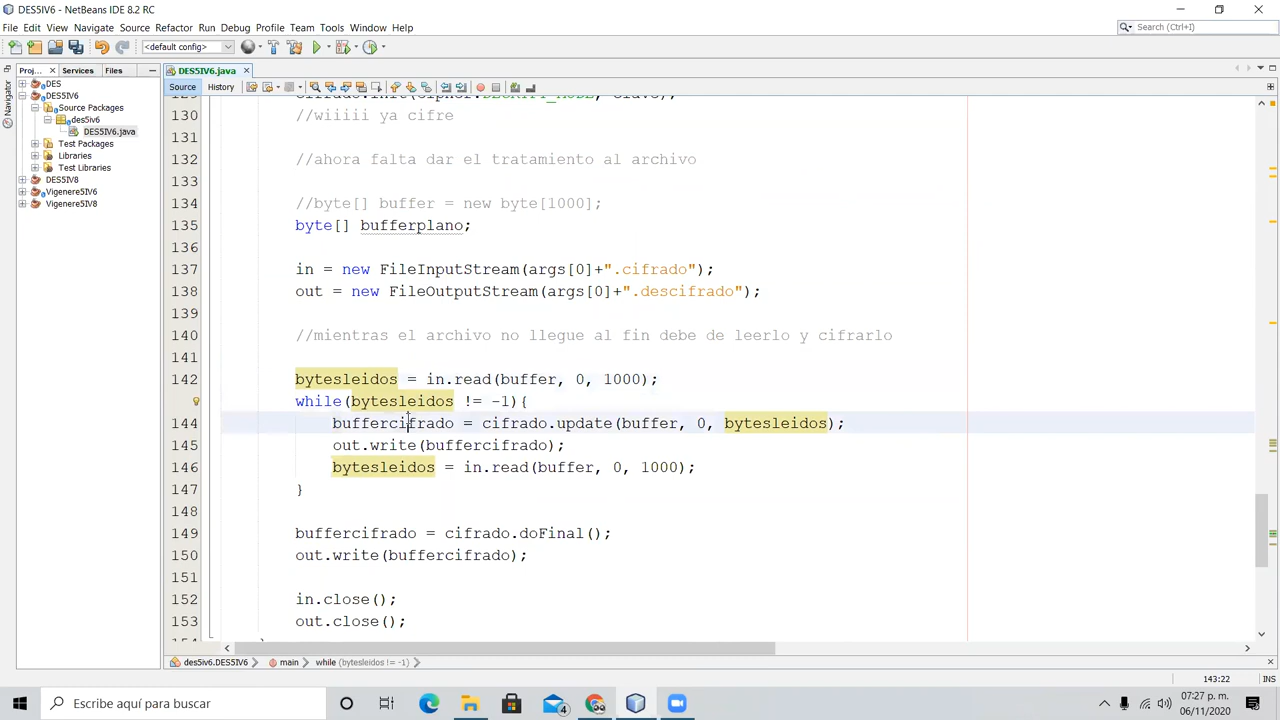 DES5IV6 - NetBeans IDE 8.2 RC
File Edit View Navigate Source Refactor Run Debug Profile Team Tools Window Help
Search (Ctrl+I)
<default config>
Proj... Services Files
DES5IV6.java
Navigator
Source History
DES
DES5IV6
Source Packages
des5iv6
DES5IV6.java
Test Packages
Libraries
Test Libraries
DES5IV8
Vigenere5IV6
Vigenere5IV8
130 //wiiiii ya cifre
131
132 //ahora falta dar el tratamiento al archivo
133
134 //byte[] buffer = new byte[1000];
135 byte[] bufferplano;
136
137 in = new FileInputStream(args[0]+".cifrado");
138 out = new FileOutputStream(args[0]+".descifrado");
139
140 //mientras el archivo no llegue al fin debe de leerlo y cifrarlo
141
142 bytesleidos = in.read(buffer, 0, 1000);
while(bytesleidos != -1){
144 buffercifrado = cifrado.update(buffer, 0, bytesleidos);
145 out.write(buffercifrado);
146 bytesleidos = in.read(buffer, 0, 1000);
147 }
148
149 buffercifrado = cifrado.doFinal();
150 out.write(buffercifrado);
151
152 in.close();
153 out.close();
des5iv6.DES5IV6 main while (bytesleidos != -1)
143:22 INS
Escribe aquí para buscar
4
07:27 p. m.
06/11/2020